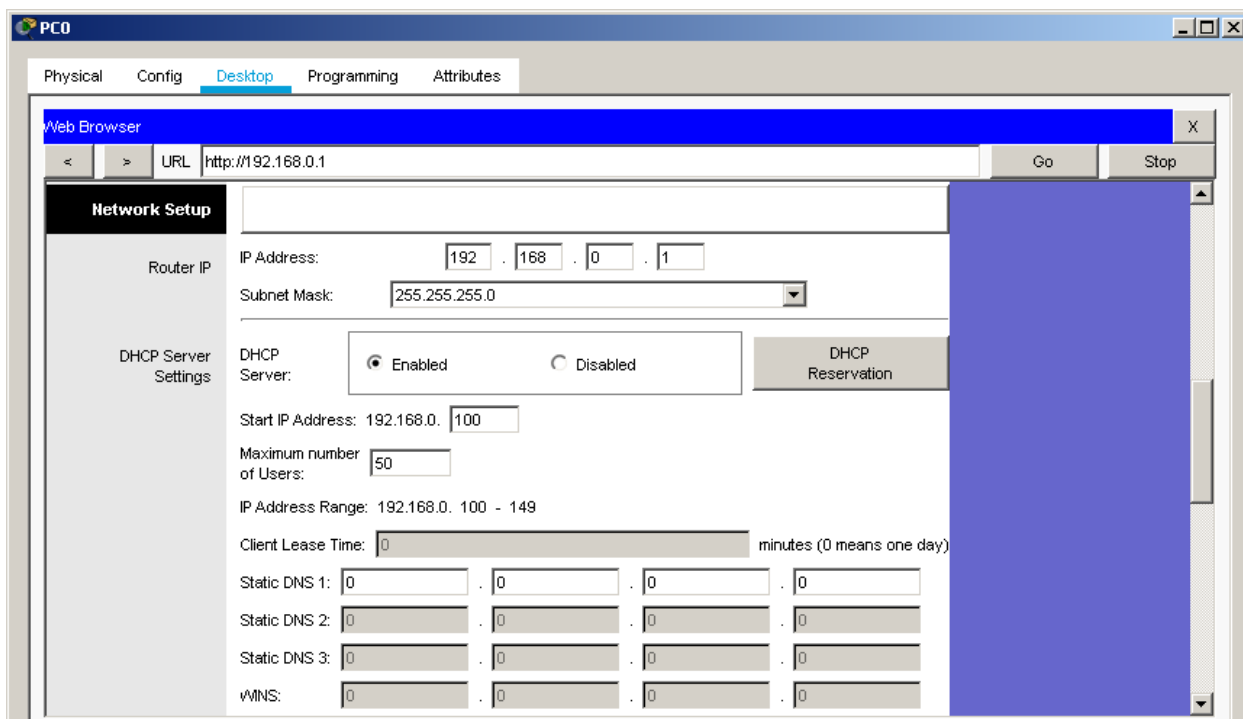 PC0
Physical Config Desktop Programming Attributes
Web Browser X
< > URL http://192.168.0.1 Go Stop
Network Setup
Router IP
IP Address: 192 . 168 . 0 . 1
Subnet Mask: 255.255.255.0
DHCP Server Settings
DHCP Server: Enabled Disabled DHCP Reservation
Start IP Address: 192.168.0. 100
Maximum number of Users: 50
IP Address Range: 192.168.0. 100 - 149
Client Lease Time: 0 minutes (0 means one day)
Static DNS 1: 0 . 0 . 0 . 0
Static DNS 2: 0 . 0 . 0 . 0
Static DNS 3: 0 . 0 . 0 . 0
WINS: 0 . 0 . 0 . 0